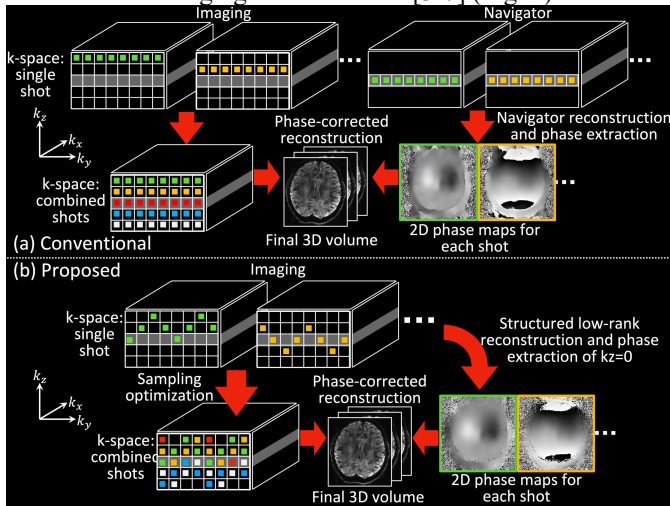 Imaging
Navigator
k-space:
single
shot
...
...
k_z
k_x
k_y
Phase-corrected
reconstruction
Navigator reconstruction
and phase extraction
k-space:
combined
shots
...
Final 3D volume
2D phase maps for
each shot
(a) Conventional
(b) Proposed
Imaging
k-space:
single
shot
...
Structured low-rank
reconstruction and phase
extraction of kz=0
Sampling
optimization
Phase-corrected
reconstruction
k_z
k_x
k_y
k-space:
combined
shots
...
Final 3D volume
2D phase maps for
each shot